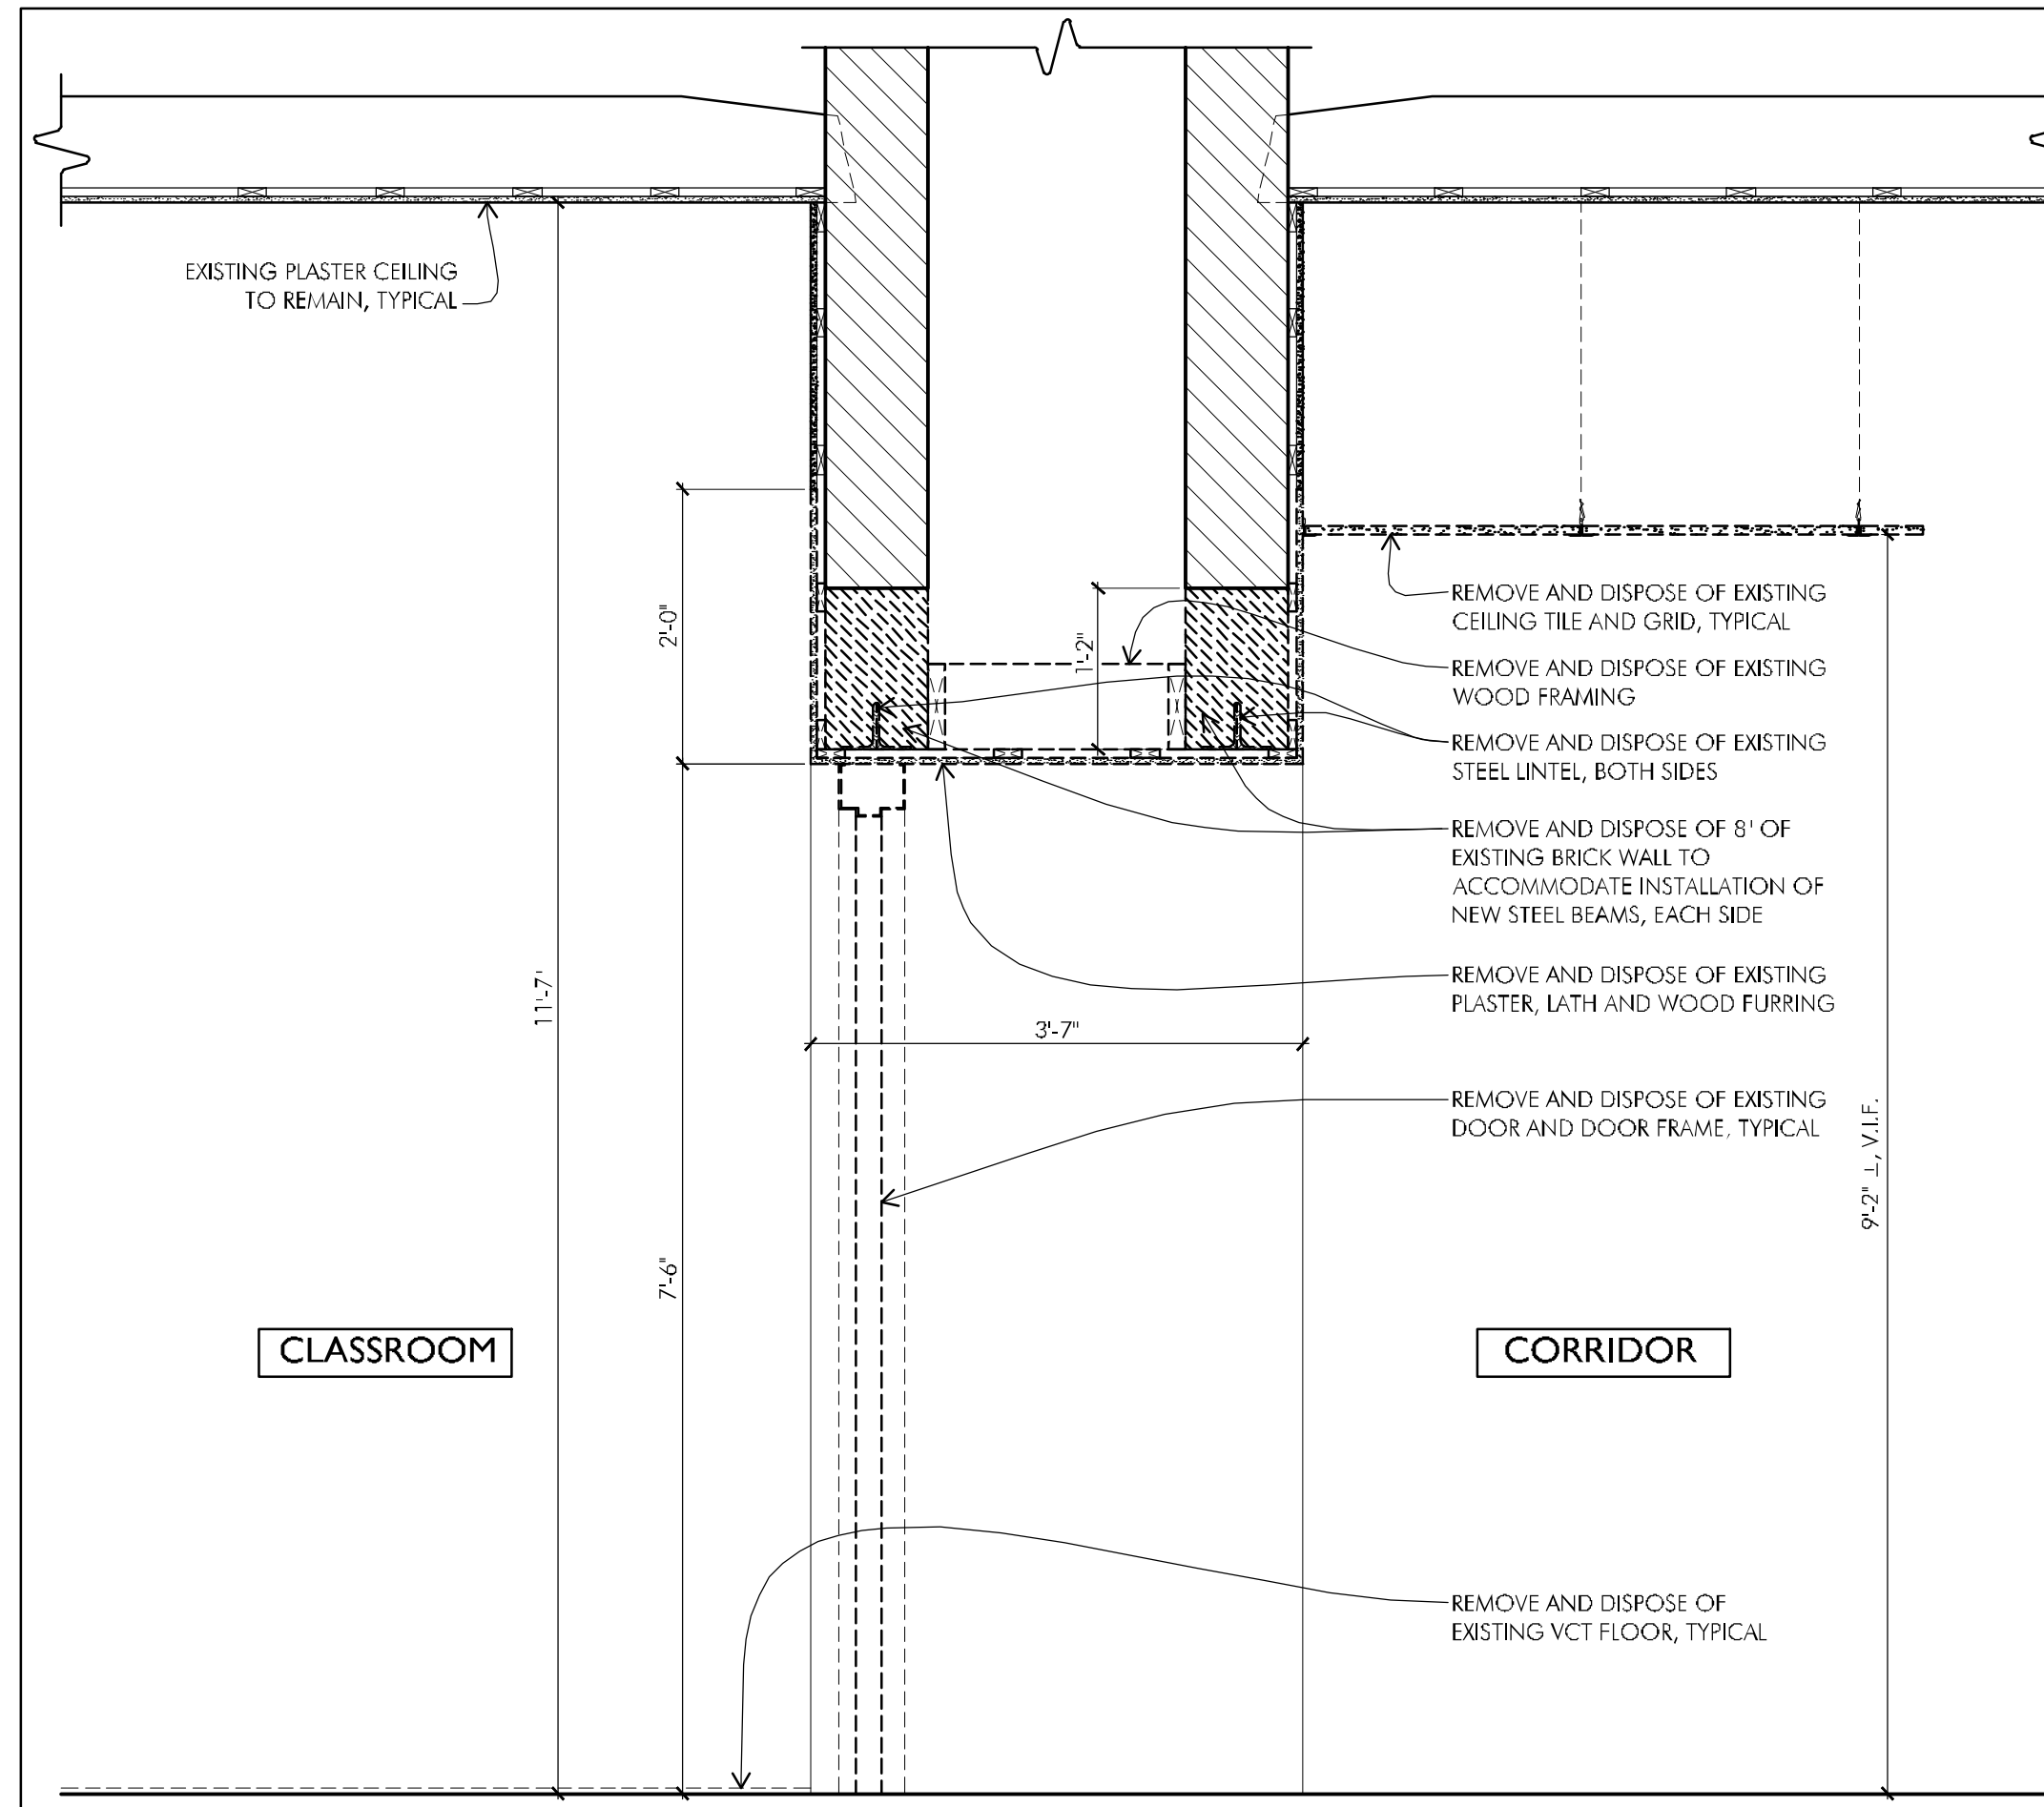 EXISTING PLASTER CEILING
TO REMAIN, TYPICAL
2'-0"
1'-2"
REMOVE AND DISPOSE OF EXISTING
CEILING TILE AND GRID, TYPICAL
REMOVE AND DISPOSE OF EXISTING
WOOD FRAMING
REMOVE AND DISPOSE OF EXISTING
STEEL LINTEL, BOTH SIDES
REMOVE AND DISPOSE OF 8' OF
EXISTING BRICK WALL TO
ACCOMMODATE INSTALLATION OF
NEW STEEL BEAMS, EACH SIDE
REMOVE AND DISPOSE OF EXISTING
PLASTER, LATH AND WOOD FURRING
11'-7'
3'-7"
REMOVE AND DISPOSE OF EXISTING
DOOR AND DOOR FRAME, TYPICAL
9'-2" ±, V.I.F.
7'-6"
CLASSROOM
CORRIDOR
REMOVE AND DISPOSE OF
EXISTING VCT FLOOR, TYPICAL